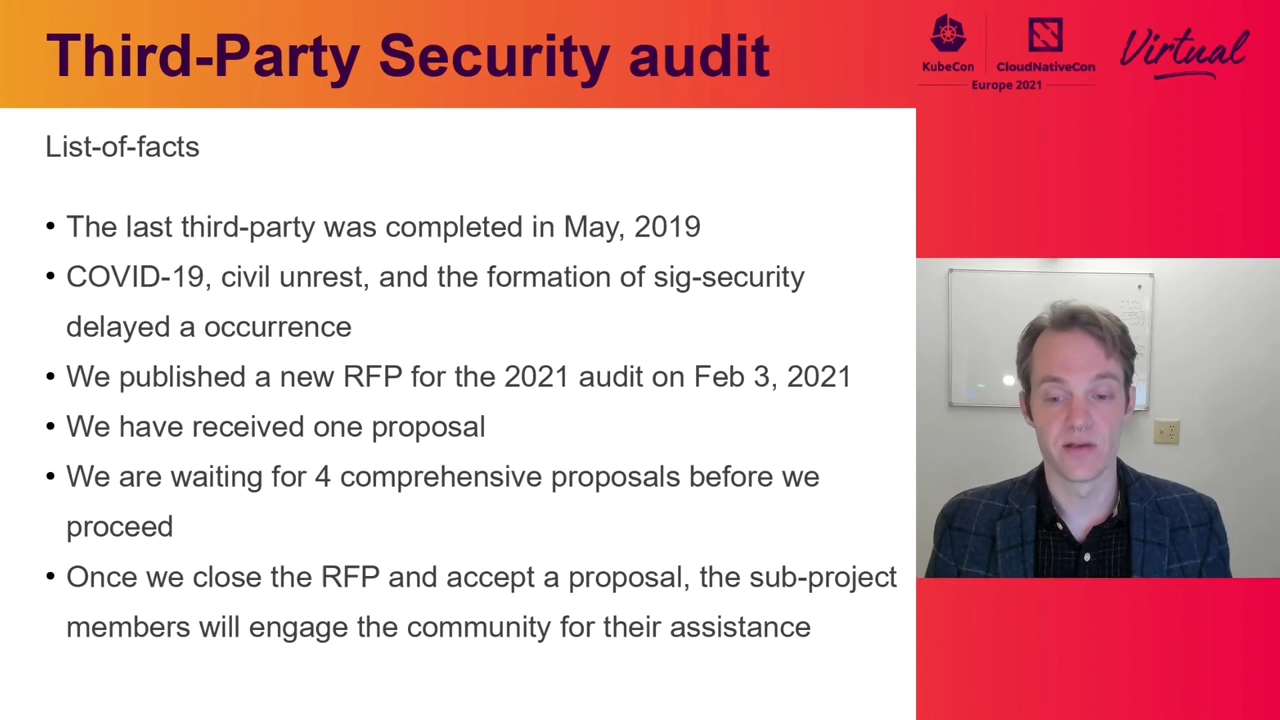 Third-Party Security audit
KubeCon
CloudNativeCon
Europe 2021
Virtual
List-of-facts
• The last third-party was completed in May, 2019
• COVID-19, civil unrest, and the formation of sig-security
delayed a occurrence
• We published a new RFP for the 2021 audit on Feb 3, 2021
• We have received one proposal
• We are waiting for 4 comprehensive proposals before we
proceed
• Once we close the RFP and accept a proposal, the sub-project
members will engage the community for their assistance